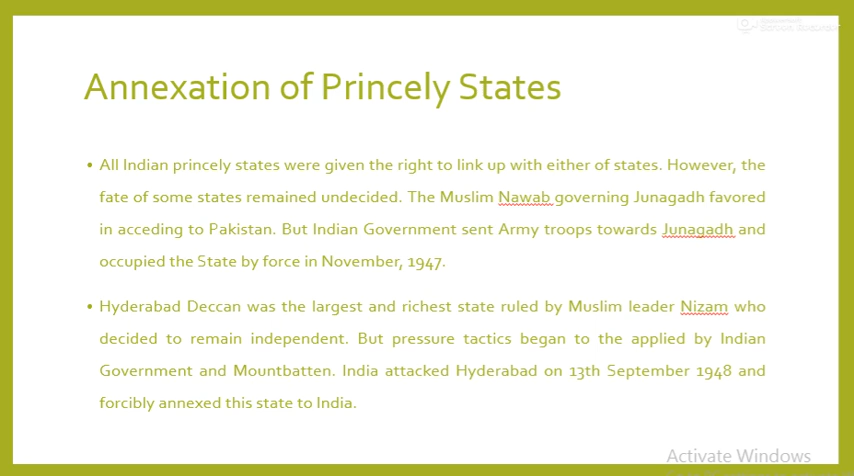 Annexation of Princely States
• All Indian princely states were given the right to link up with either of states. However, the
fate of some states remained undecided. The Muslim Nawab governing Junagadh favored
in acceding to Pakistan. But Indian Government sent Army troops towards Junagadh and
occupied the State by force in November, 1947.
• Hyderabad Deccan was the largest and richest state ruled by Muslim leader Nizam who
decided to remain independent. But pressure tactics began to the applied by Indian
Government and Mountbatten. India attacked Hyderabad on 13th September 1948 and
forcibly annexed this state to India.
Activate Windows